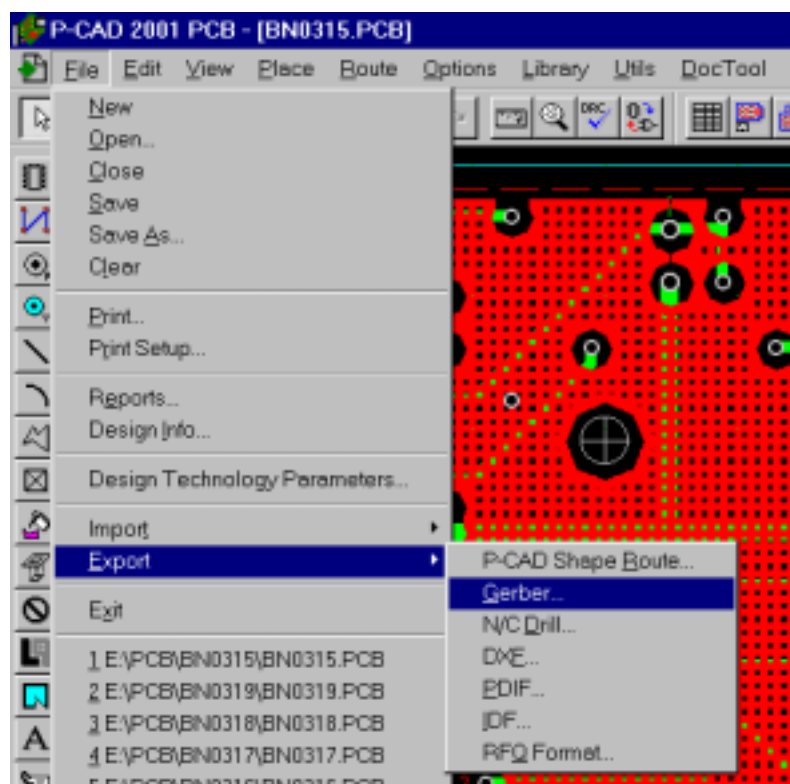 P-CAD 2001 PCB - [BN0315.PCB]
File Edit View Place Route Options Library Utils DocTool
DRC
New
Open...
Close
Save
Save As...
Clear
Print...
Print Setup...
Reports...
Design Info...
Design Technology Parameters...
Import
Export
Exit
1 E:\PCB\BN0315\BN0315.PCB
2 E:\PCB\BN0319\BN0319.PCB
3 E:\PCB\BN0318\BN0318.PCB
4 E:\PCB\BN0317\BN0317.PCB
P-CAD Shape Route...
Gerber...
N/C Drill...
DXF...
PDIF...
IDF...
RFQ Format...
A